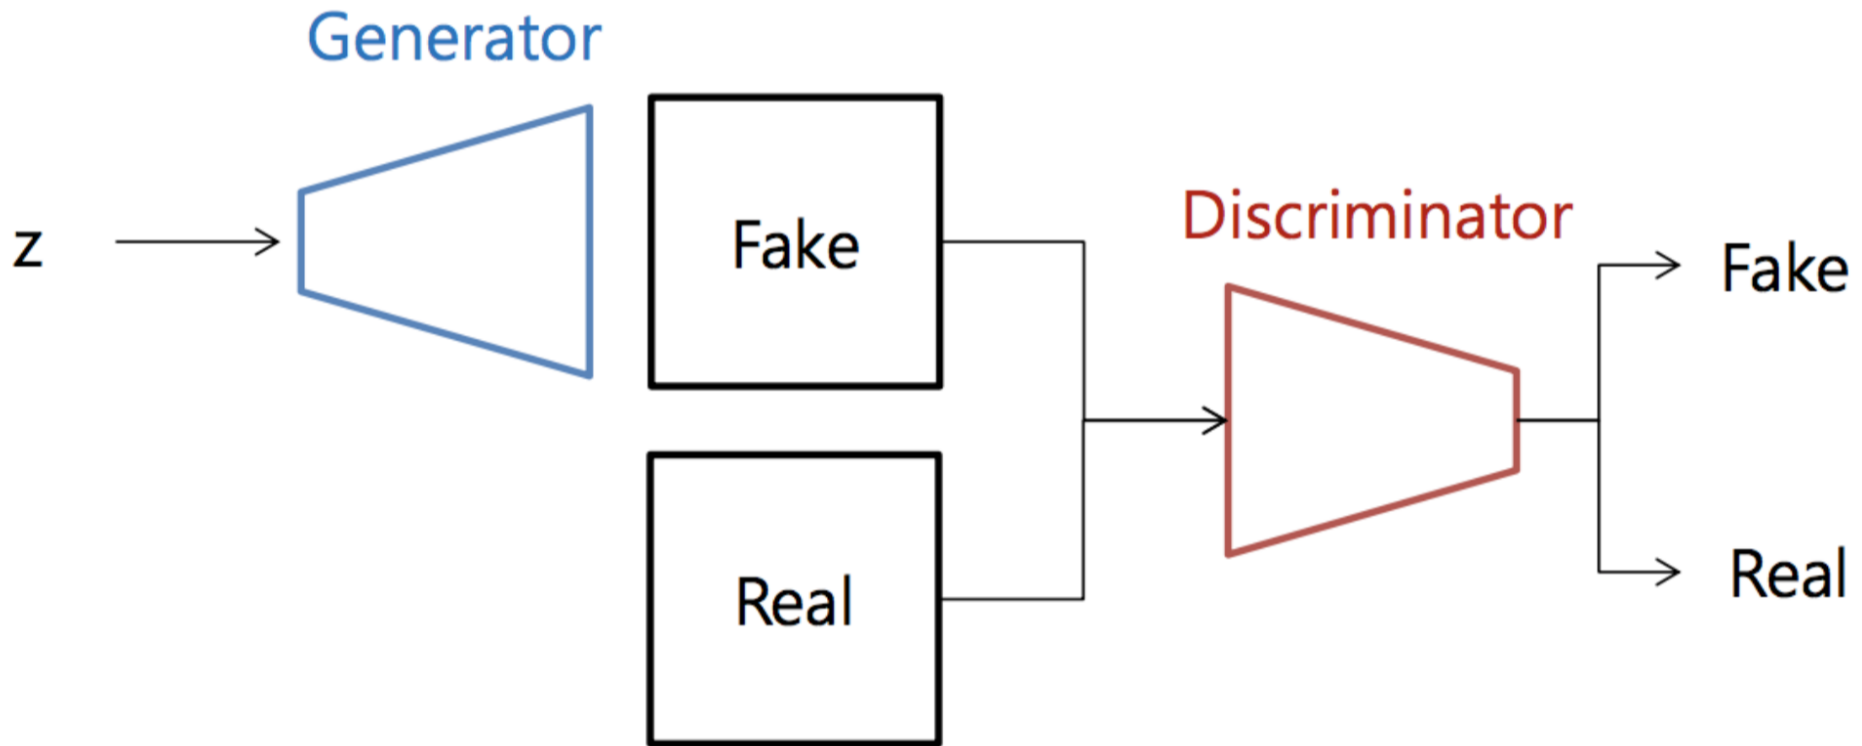 Generator
z
Fake
Real
Discriminator
Fake
Real